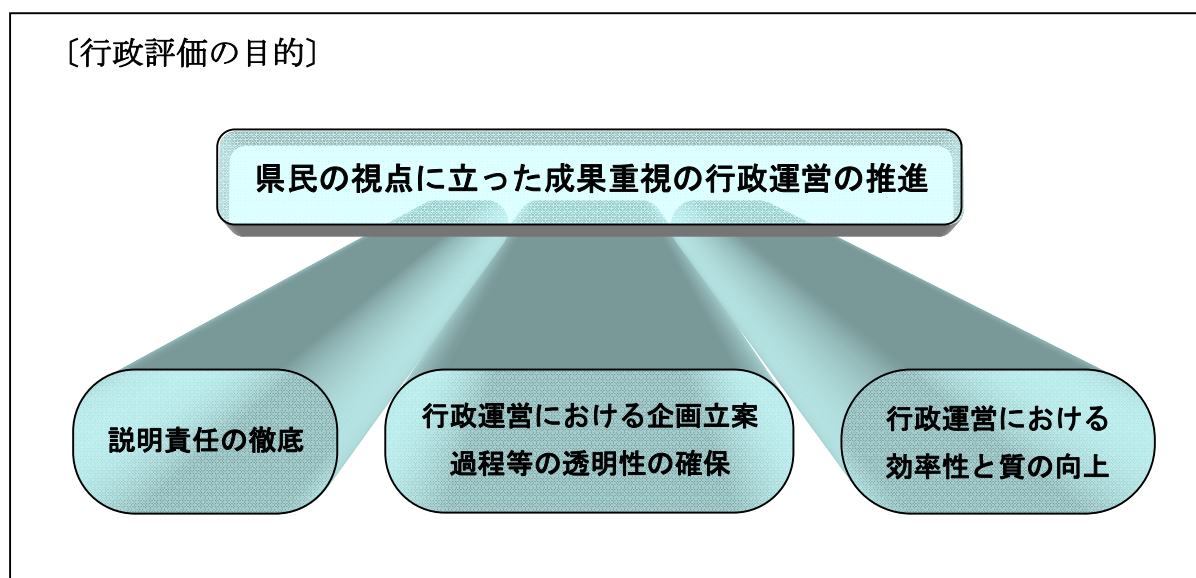 〔行政評価の目的〕
県民の視点に立った成果重視の行政運営の推進
説明責任の徹底
行政運営における企画立案
過程等の透明性の確保
行政運営における
効率性と質の向上